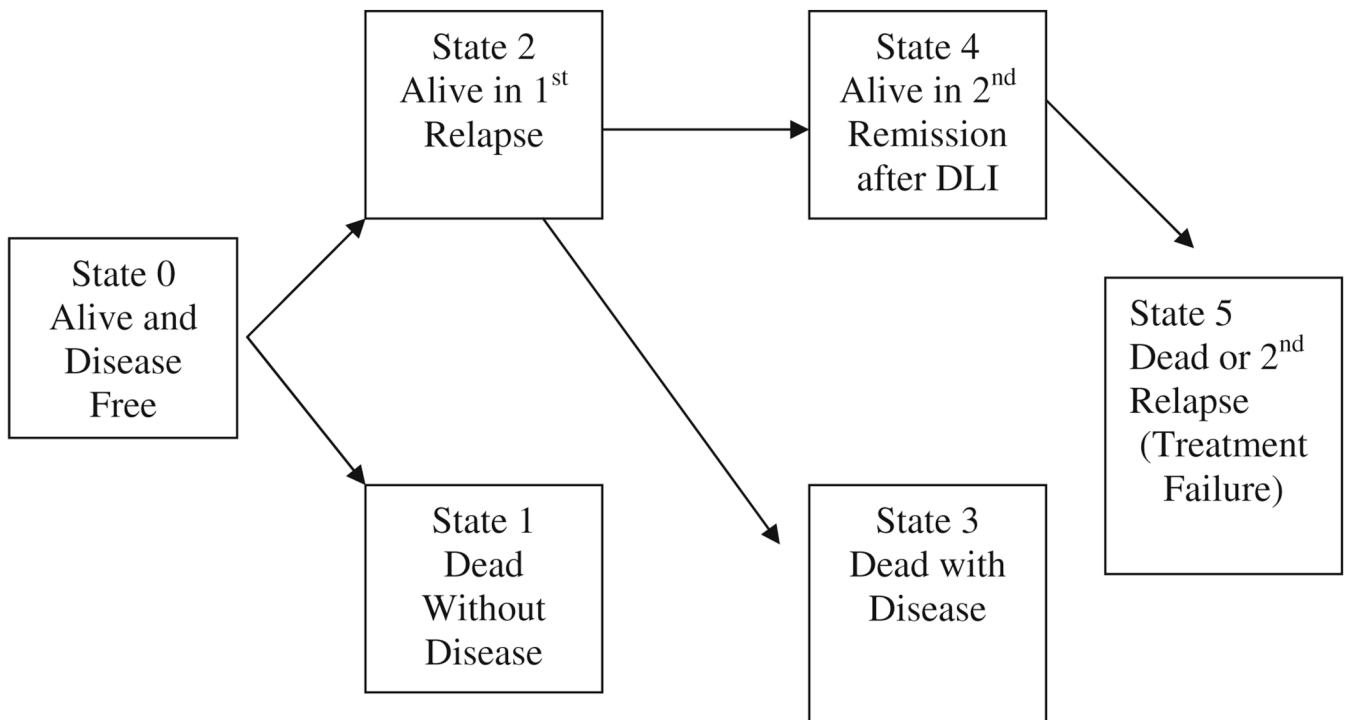 State 2
Alive in 1st
Relapse
State 4
Alive in 2nd
Remission
after DLI
State 0
Alive and
Disease
Free
State 5
Dead or 2nd
Relapse
(Treatment
Failure)
State 1
Dead
Without
Disease
State 3
Dead with
Disease